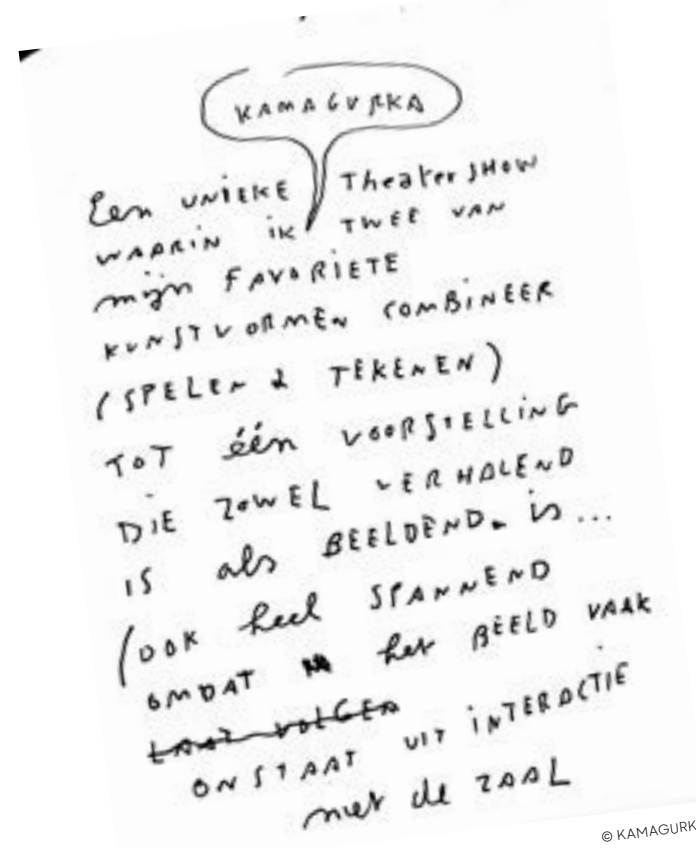 KAMAGURKA
Een UNIEKE TheaterSHOW
WAARIN iK TWEE VAN
mijn FAVORiETE
KUNSTVORMEN COMBiNEER
(SPELEN & TEKENEN)
TOT één VOORSTELLiNG
DiE ZOWEL VERHALEND
IS als BEELDEND. is...
(OOK heel SPANNEND
OMDAT het BEELD VAAK
LAAT VOLGEN
ONSTAAT UIT iNTERACTiE
met de ZAAL
© KAMAGURK